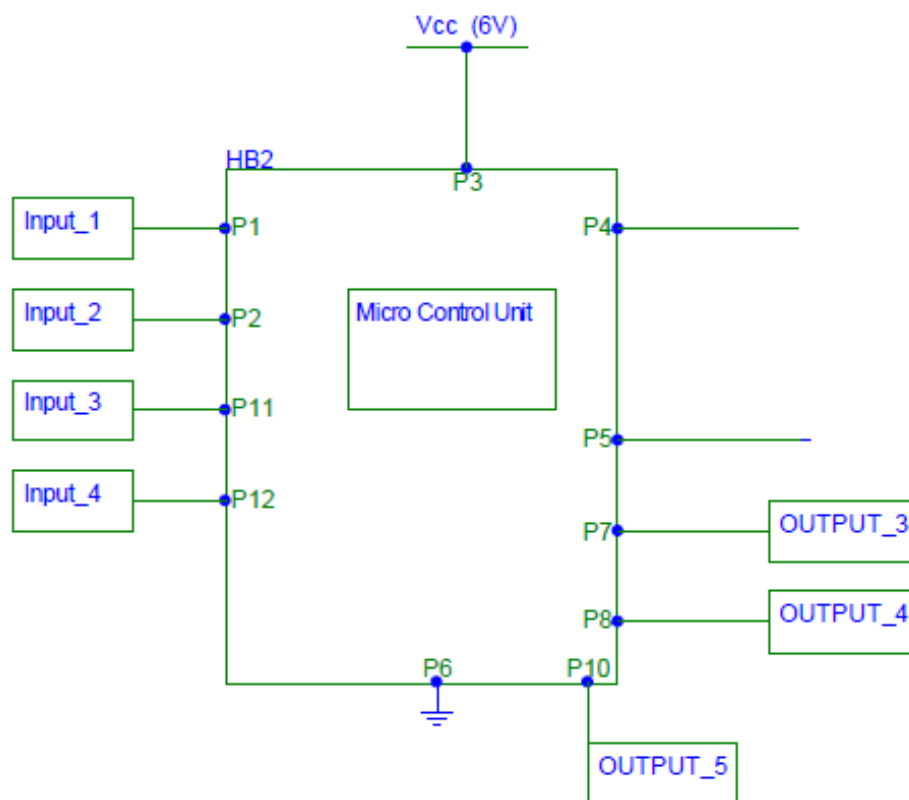 Vcc (6V)
HB2
P3
Input_1
P1
P4
Input_2
P2
Micro Control Unit
Input_3
P11
P5
Input_4
P12
P7
OUTPUT_3
P8
OUTPUT_4
P6
P10
OUTPUT_5